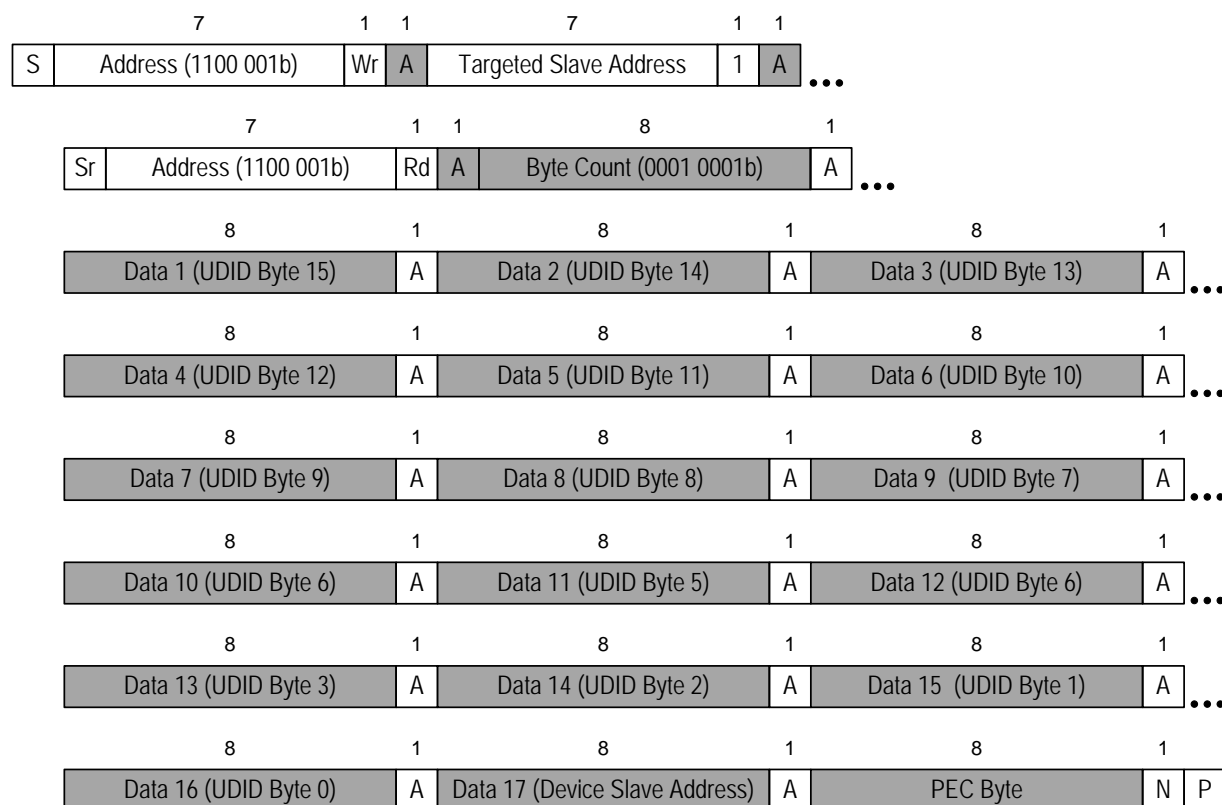 7 1 1 7 1 1
S Address (1100 001b) Wr A Targeted Slave Address 1 A ...
7 1 1 8 1
Sr Address (1100 001b) Rd A Byte Count (0001 0001b) A ...
8 1 8 1 8 1
Data 1 (UDID Byte 15) A Data 2 (UDID Byte 14) A Data 3 (UDID Byte 13) A ...
8 1 8 1 8 1
Data 4 (UDID Byte 12) A Data 5 (UDID Byte 11) A Data 6 (UDID Byte 10) A ...
8 1 8 1 8 1
Data 7 (UDID Byte 9) A Data 8 (UDID Byte 8) A Data 9 (UDID Byte 7) A ...
8 1 8 1 8 1
Data 10 (UDID Byte 6) A Data 11 (UDID Byte 5) A Data 12 (UDID Byte 6) A ...
8 1 8 1 8 1
Data 13 (UDID Byte 3) A Data 14 (UDID Byte 2) A Data 15 (UDID Byte 1) A ...
8 1 8 1 8 1
Data 16 (UDID Byte 0) A Data 17 (Device Slave Address) A PEC Byte N P